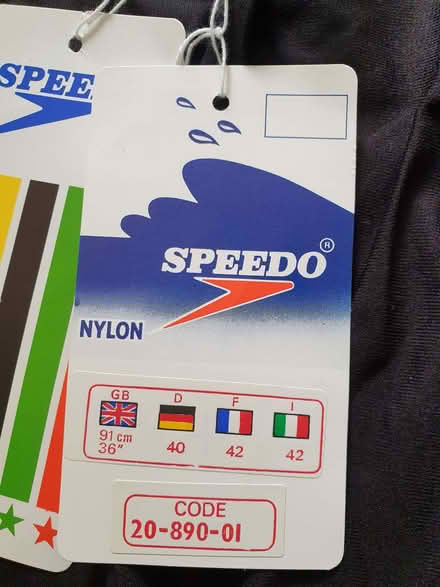 SPEE
SPEEDO®
NYLON
GB D F I
91 cm 40 42 42
36"
CODE
20-890-01